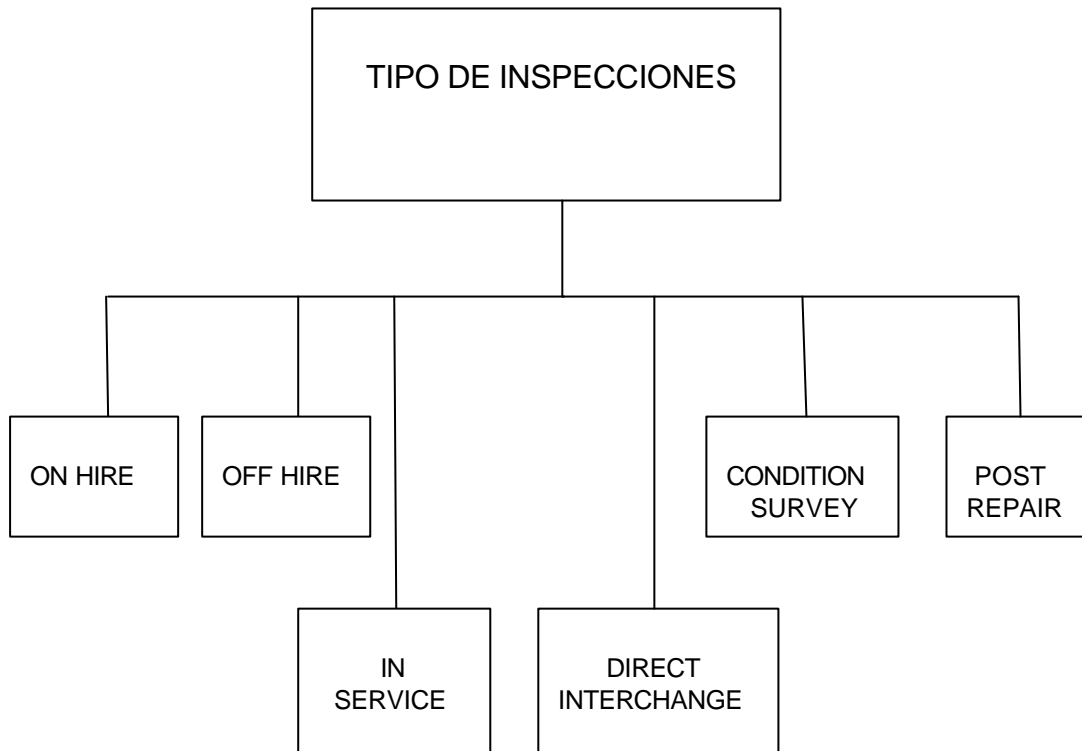 TIPO DE INSPECCIONES
ON HIRE
OFF HIRE
CONDITION
SURVEY
POST
REPAIR
IN
SERVICE
DIRECT
INTERCHANGE